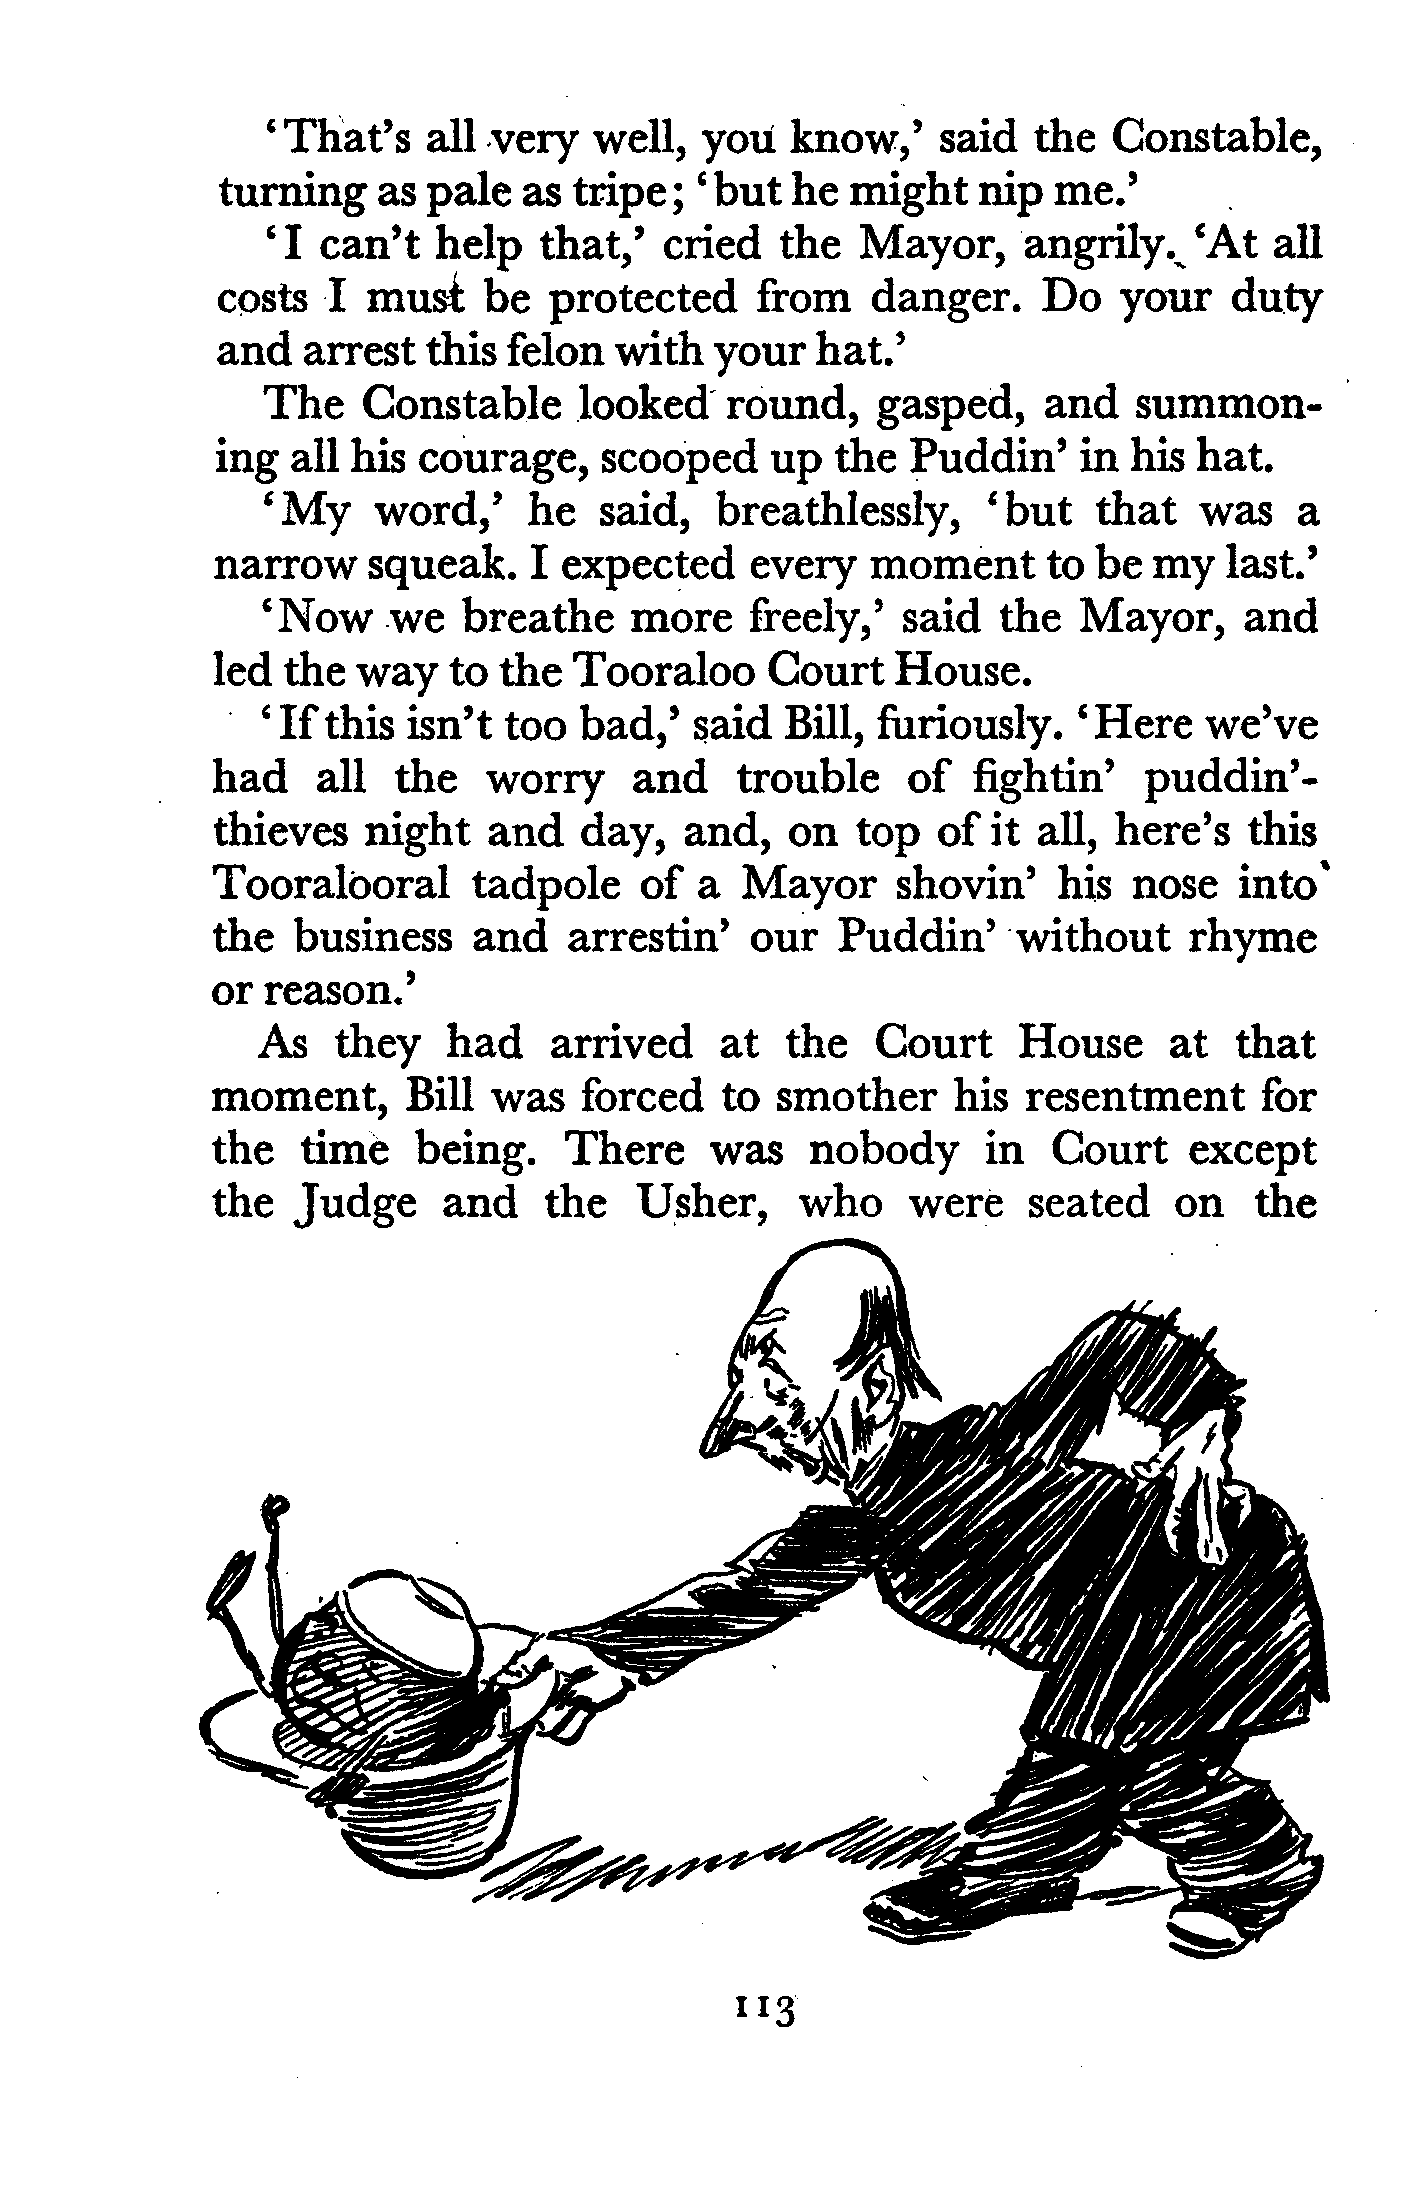 ‘That’s all very well, you know,’ said the Constable,
turning as pale as tripe; ‘but he might nip me.’
‘I can’t help that,’ cried the Mayor, angrily. ‘At all
costs I must be protected from danger. Do your duty
and arrest this felon with your hat.’
The Constable looked round, gasped, and summon-
ing all his courage, scooped up the Puddin’ in his hat.
‘My word,’ he said, breathlessly, ‘but that was a
narrow squeak. I expected every moment to be my last.’
‘Now we breathe more freely,’ said the Mayor, and
led the way to the Tooraloo Court House.
‘If this isn’t too bad,’ said Bill, furiously. ‘Here we’ve
had all the worry and trouble of fightin’ puddin’-
thieves night and day, and, on top of it all, here’s this
Tooralooral tadpole of a Mayor shovin’ his nose into
the business and arrestin’ our Puddin’ without rhyme
or reason.’
As they had arrived at the Court House at that
moment, Bill was forced to smother his resentment for
the time being. There was nobody in Court except
the Judge and the Usher, who were seated on the
113